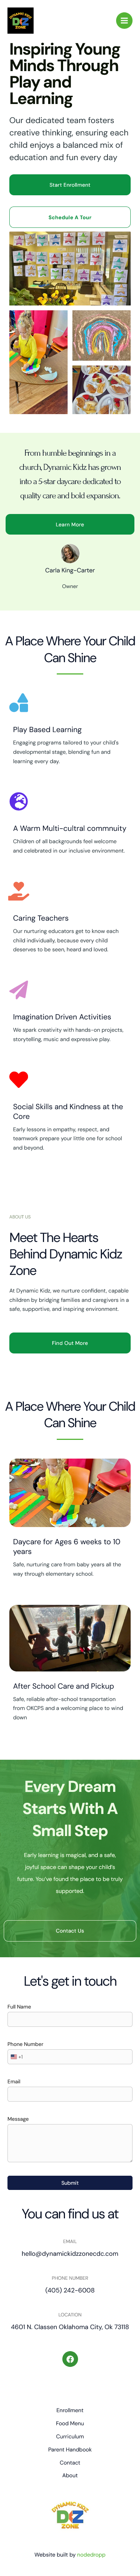 Inspiring Young
Minds Through
Play and
Learning
Our dedicated team fosters
creative thinking, ensuring each
child enjoys a balanced mix of
education and fun every day
Start Enrollment
Schedule A Tour
From humble beginnings in a
church, Dynamic Kidz has grown
into a 5-star daycare dedicated to
quality care and bold expansion.
Learn More
Carla King-Carter
Owner
A Place Where Your Child
Can Shine
Play Based Learning
Engaging programs tailored to your child's
developmental stage, blending fun and
learning every day.
A Warm Multi-cultral commnuity
Children of all backgrounds feel welcome
and celebrated in our inclusive environment.
Caring Teachers
Our nurturing educators get to know each
child individually, because every child
deserves to be seen, heard and loved.
Imagination Driven Activities
We spark creativity with hands-on projects,
storytelling, music and expressive play.
Social Skills and Kindness at the
Core
Early lessons in empathy, respect, and
teamwork prepare your little one for school
and beyond.
ABOUT US
Meet The Hearts
Behind Dynamic Kidz
Zone
At Dynamic Kidz, we nurture confident, capable
children by bridging families and caregivers in a
safe, supportive, and inspiring environment.
Find Out More
A Place Where Your Child
Can Shine
Daycare for Ages 6 weeks to 10
years
Safe, nurturing care from baby years all the
way through elementary school.
After School Care and Pickup
Safe, reliable after-school transportation
from OKCPS and a welcoming place to wind
down
Every Dream
Starts With A
Small Step
Early learning is magical, and a safe,
joyful space can shape your child's
future. You've found the place to be truly
supported.
Contact Us
Let's get in touch
Full Name
Phone Number
+1
Email
Message
Submit
You can find us at
EMAIL
hello@dynamickidzzonecdc.com
PHONE NUMBER
(405) 242-6008
LOCATION
4601 N. Classen Oklahoma City, Ok 73118
Enrollment
Food Menu
Curriculum
Parent Handbook
Contact
About
DYNAMIC KIDZ ZONE
DKZ
Website built by nadedropp